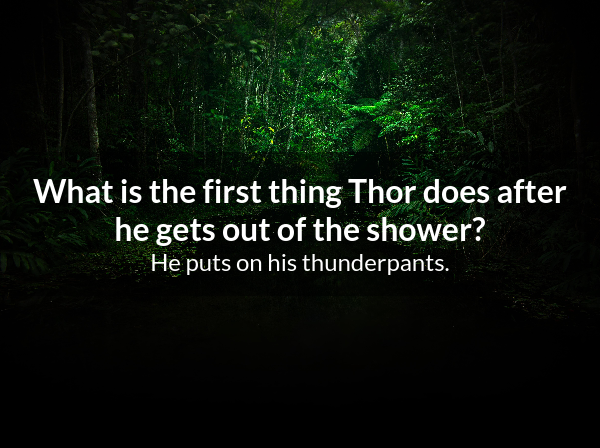 What is the first thing Thor does after
he gets out of the shower?
He puts on his thunderpants.